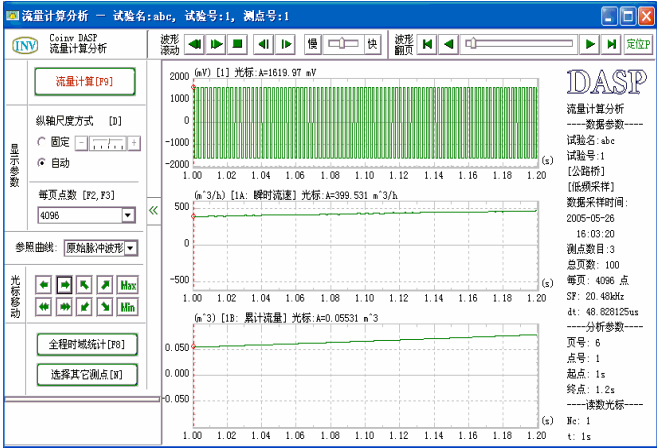 流量计算分析 — 试验名:abc, 试验号:1, 测点号:1
INV
Coinv DASP
流量计算分析
波形
滚动
慢
快
波形
翻页
定位P
流量计算[F9]
显示参数
纵轴尺度方式 [D]
固定
自动
每页点数 [F2,F3]
4096
参照曲线: 原始脉冲波形
光标移动
Max
Min
全程时域统计[F8]
选择其它测点[N]
(mV) [1] 光标:A=1619.97 mV
2000
1000
0
-1000
-2000
1.00 1.02 1.04 1.06 1.08 1.10 1.12 1.14 1.16 1.18 1.20
(s)
(m^3/h) [1A: 瞬时流速] 光标:A=399.531 m^3/h
500
0
-500
1.00 1.02 1.04 1.06 1.08 1.10 1.12 1.14 1.16 1.18 1.20
(s)
(m^3) [1B: 累计流量] 光标:A=0.05531 m^3
0.050
0.000
-0.050
1.00 1.02 1.04 1.06 1.08 1.10 1.12 1.14 1.16 1.18 1.20
(s)
DASP
流量计算分析
----数据参数----
试验名:abc
试验号:1
[公路桥]
[低频采样]
数据采样时间:
2005-05-26
16:03:20
测点数目:3
总页数: 100
每页: 4096 点
SF: 20.48kHz
dt: 48.828125us
----分析参数----
页号: 6
点号: 1
起点: 1s
终点: 1.2s
----读数光标----
Nc: 1
t: 1s